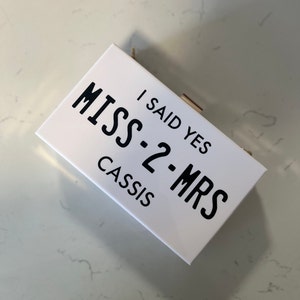 I SAID YES
MISS-2-MRS
CASSIS